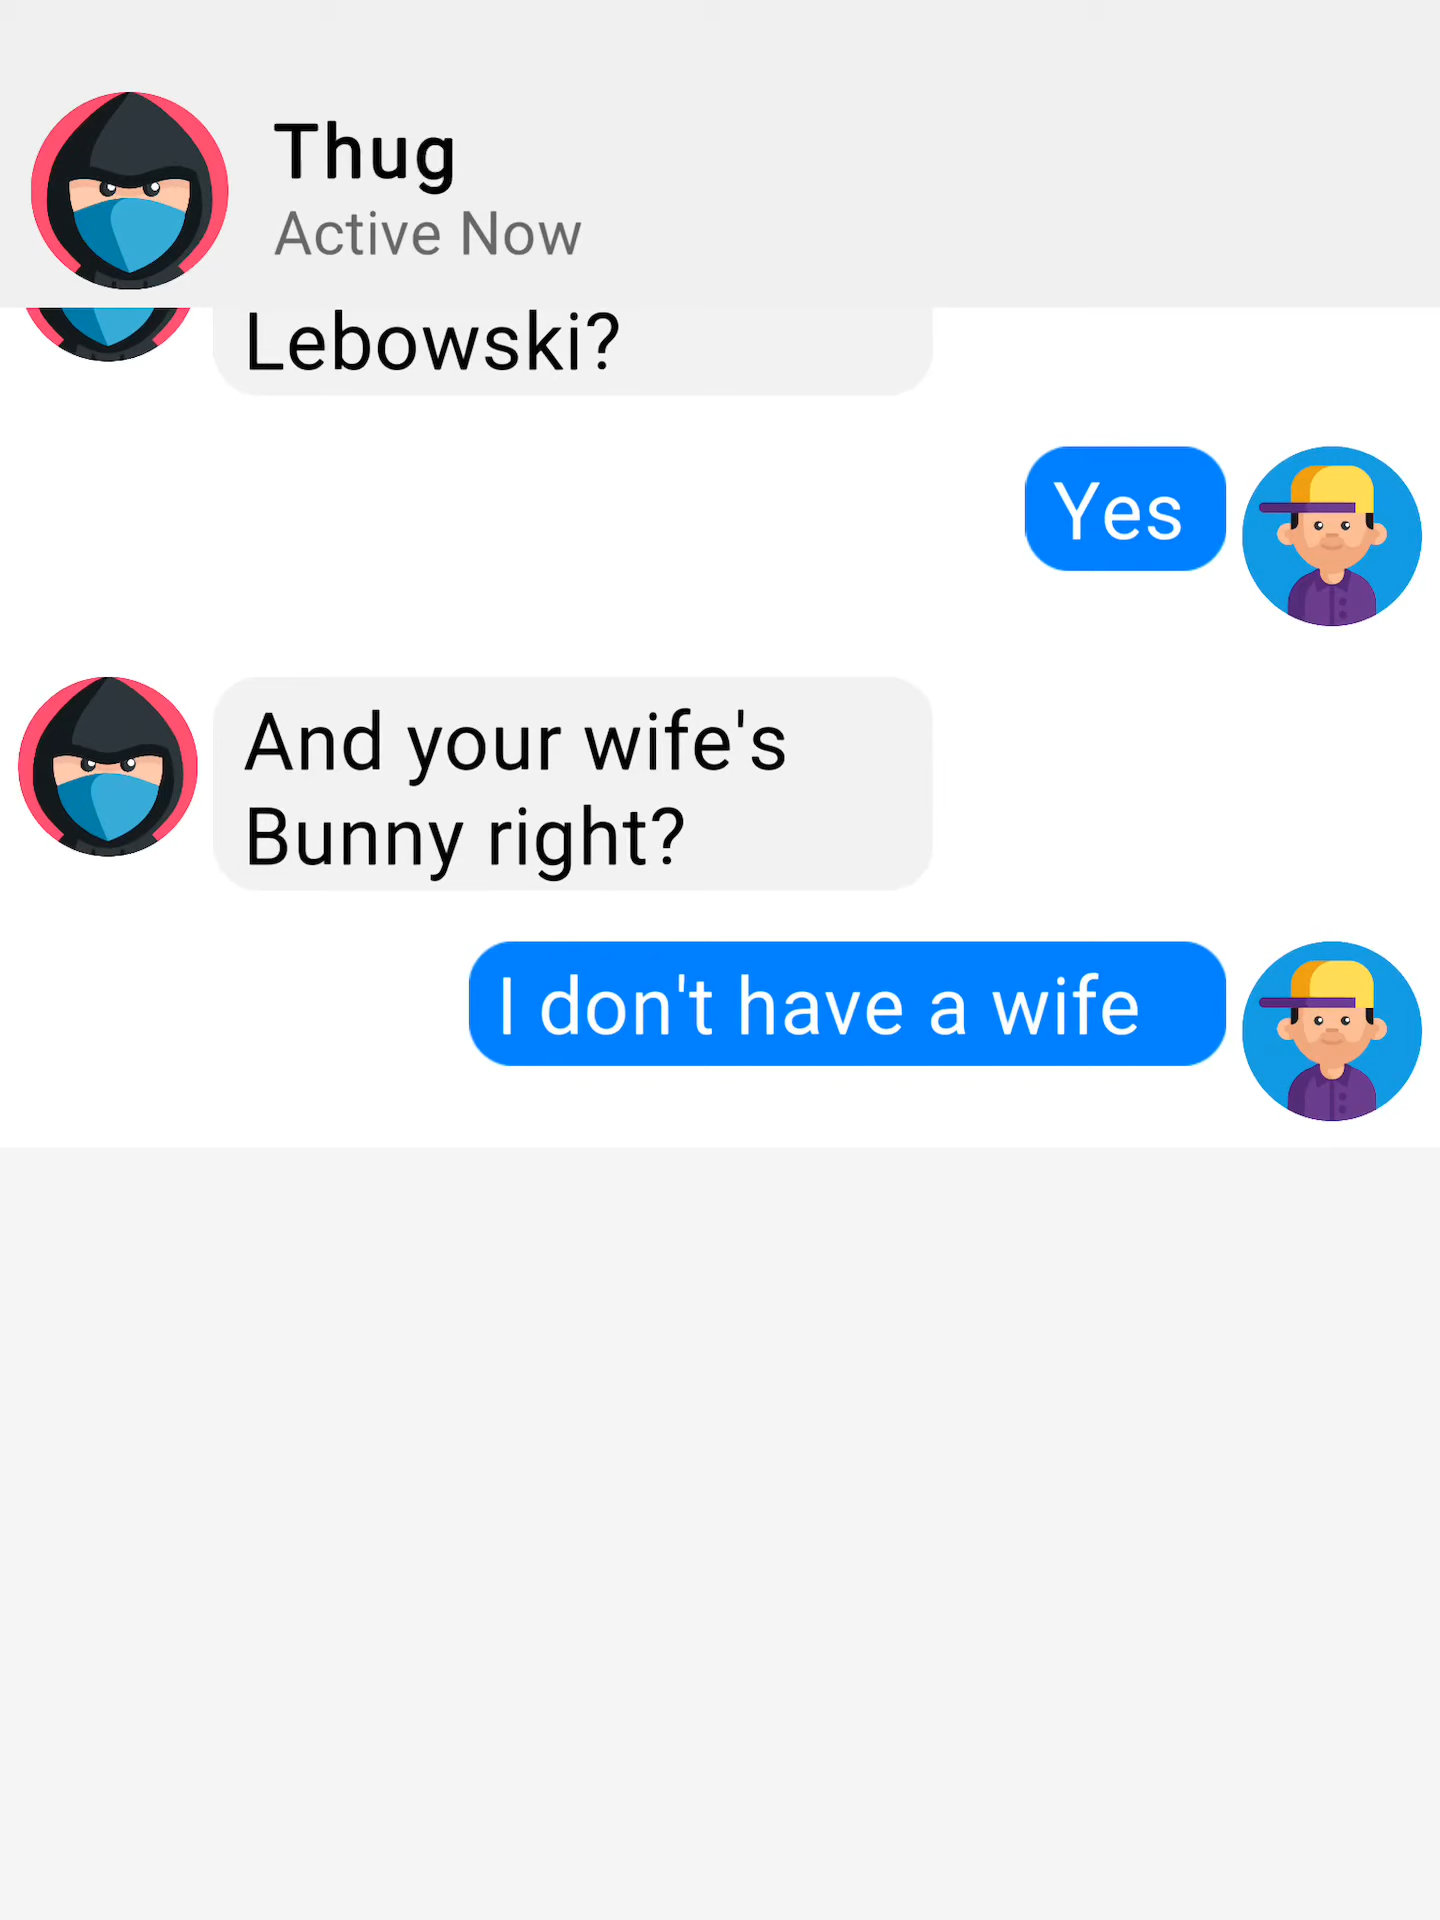 Thug
Active Now
Lebowski?
Yes
And your wife's
Bunny right?
I don't have a wife